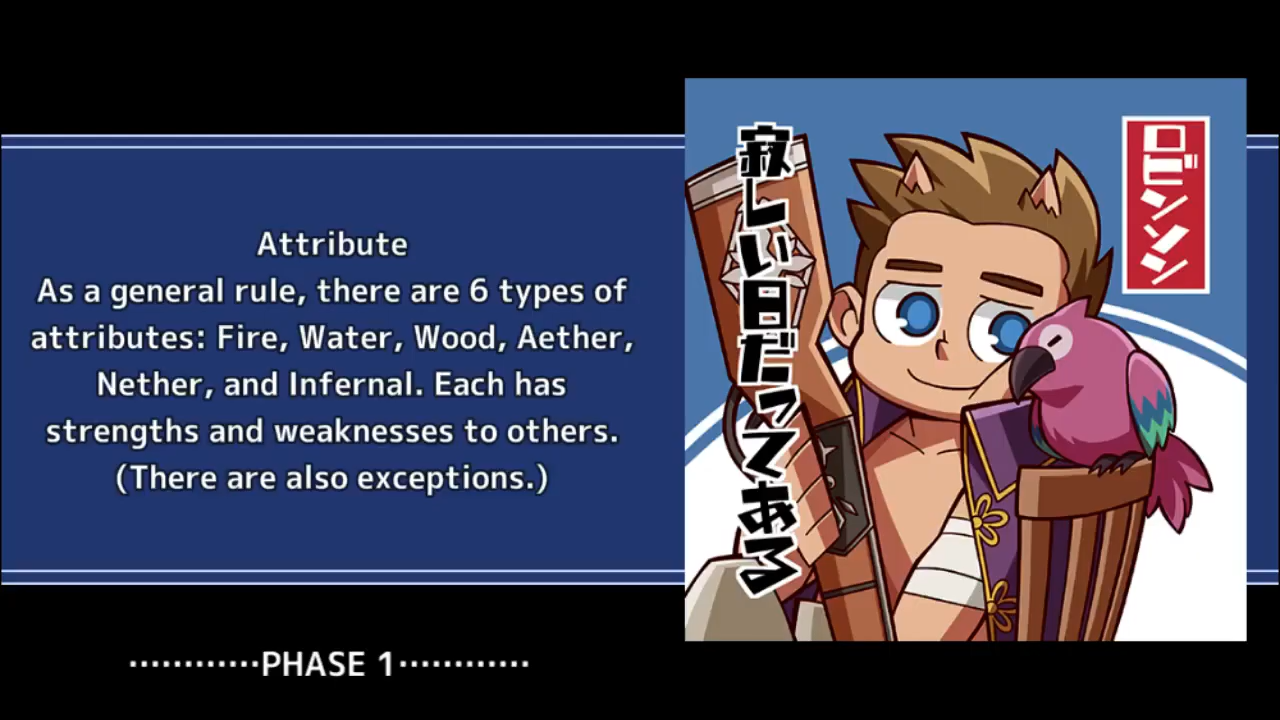 Attribute
As a general rule, there are 6 types of
attributes: Fire, Water, Wood, Aether,
Nether, and Infernal. Each has
strengths and weaknesses to others.
(There are also exceptions.)
············PHASE 1············
寂しい日だってある
ロビンソン